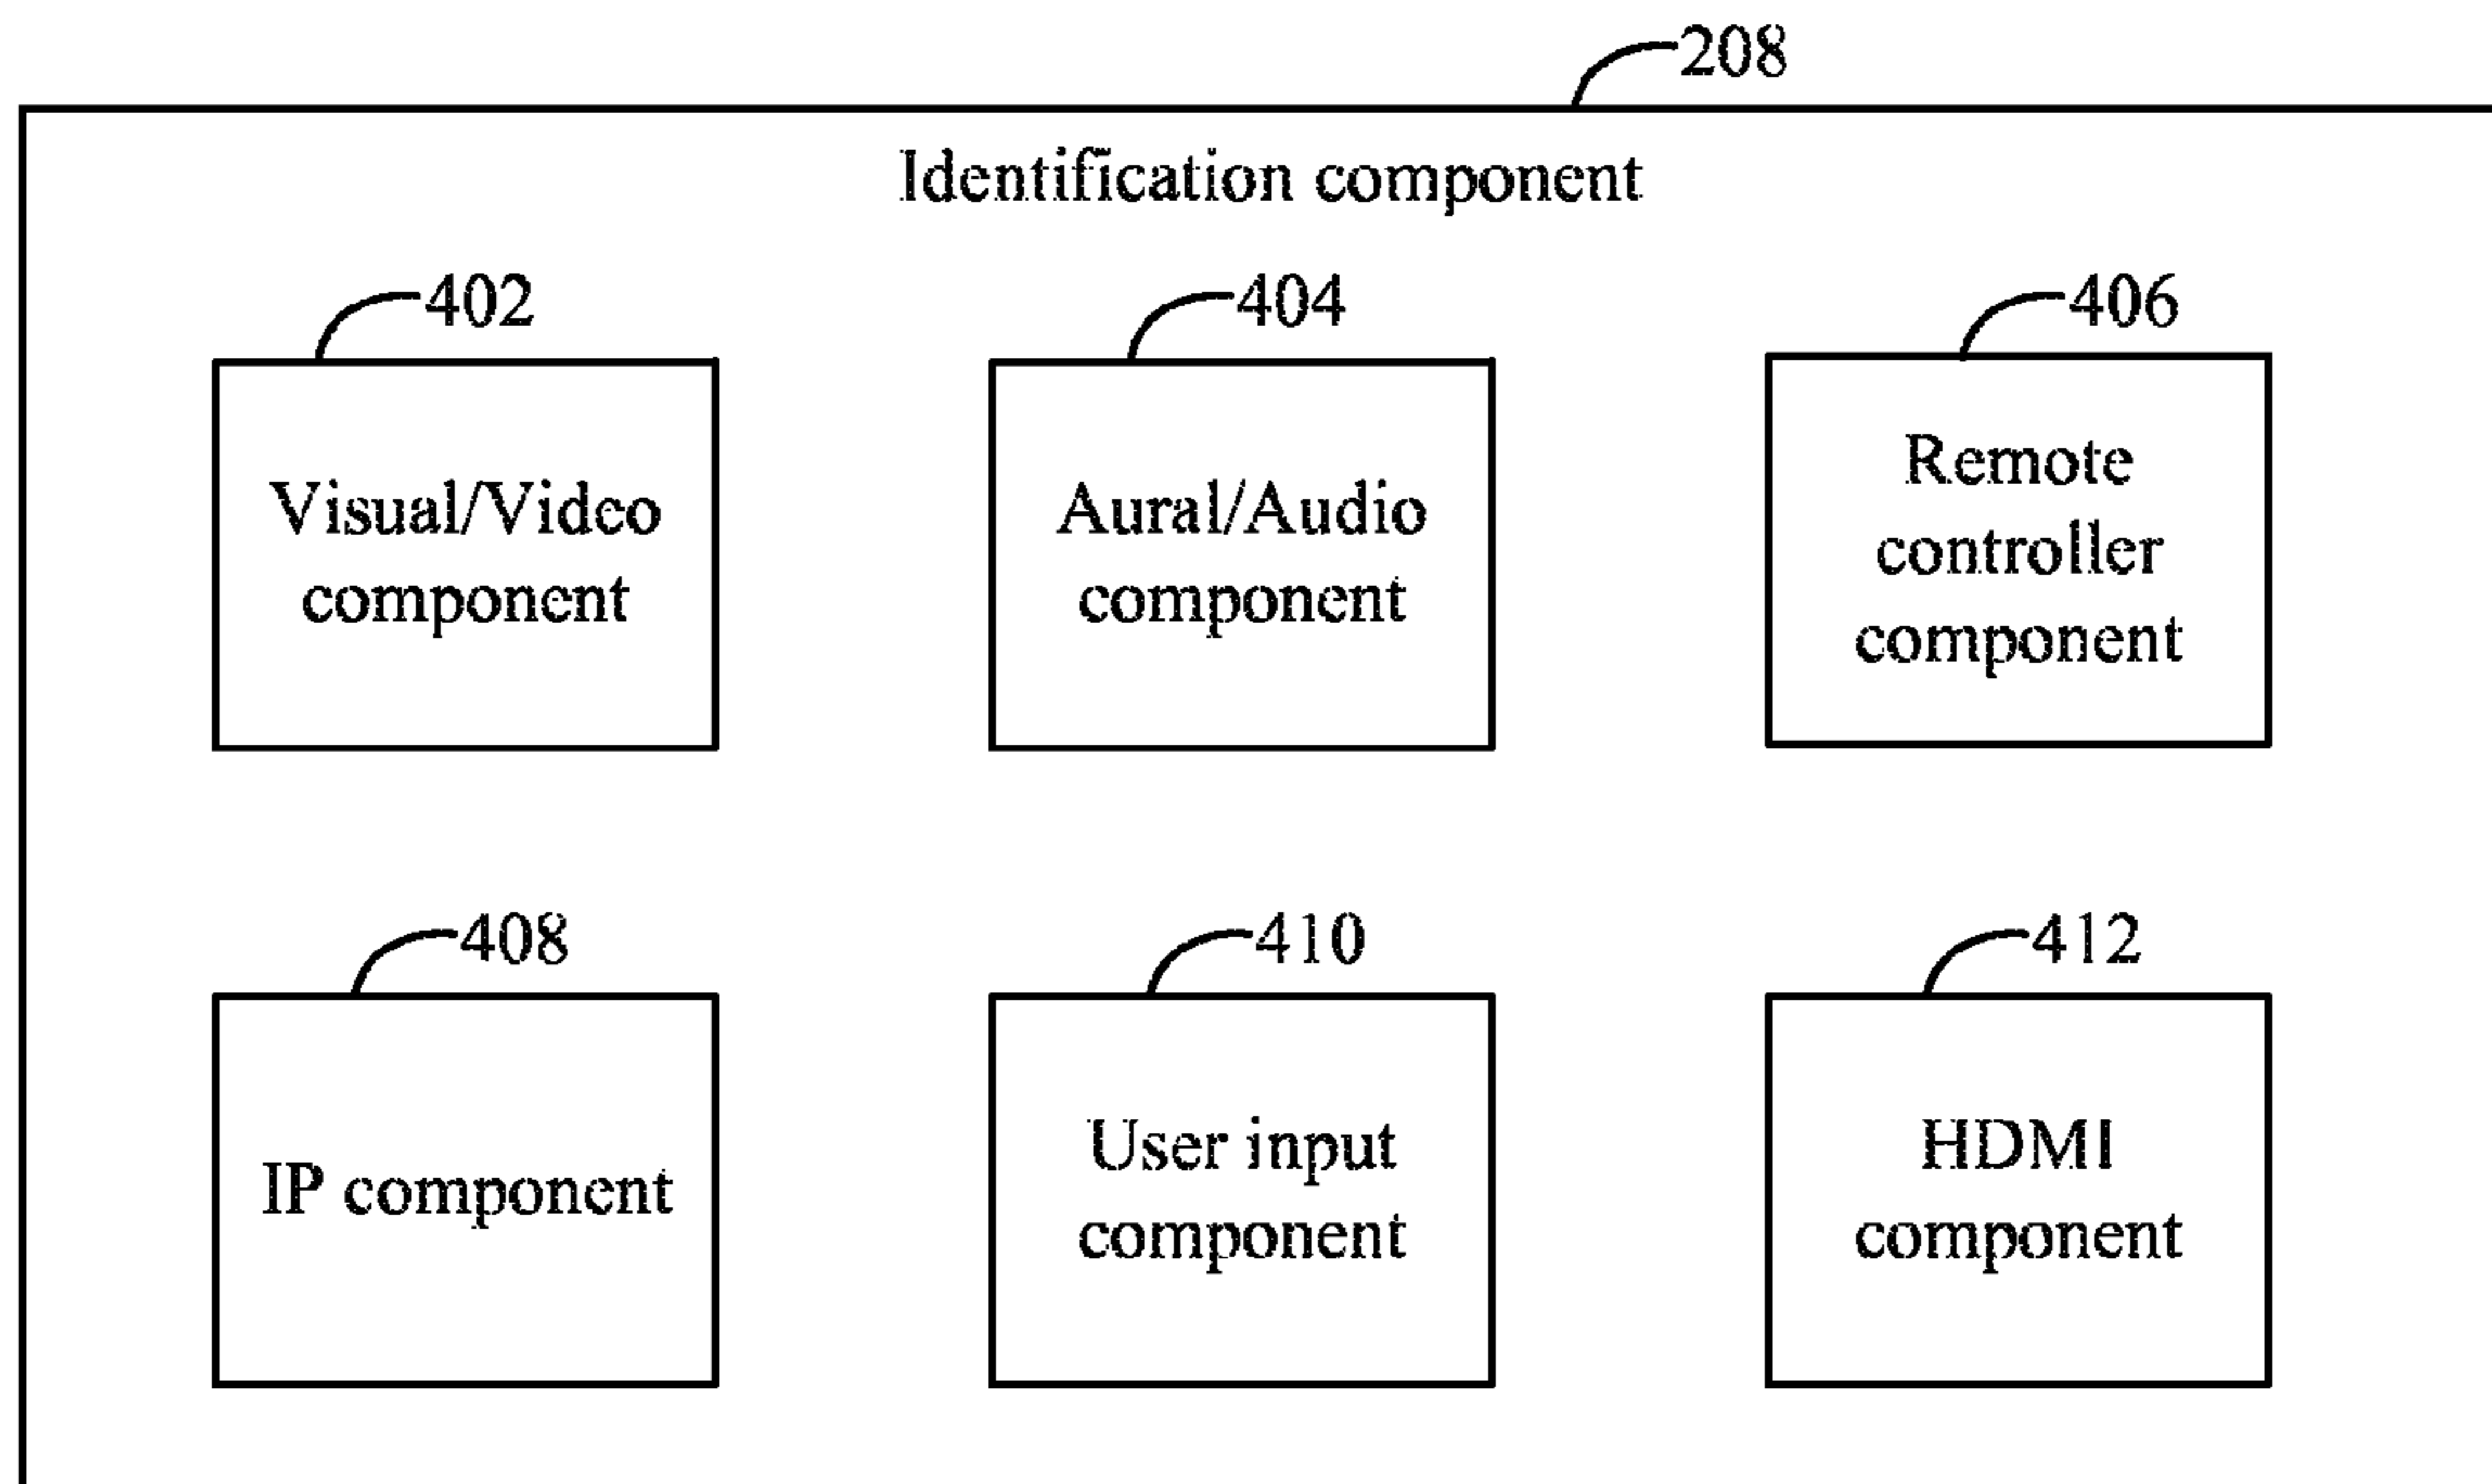 208
Identification component
402
Visual/Video
component
404
Aural/Audio
component
406
Remote
controller
component
408
IP component
410
User input
component
412
HDMI
component